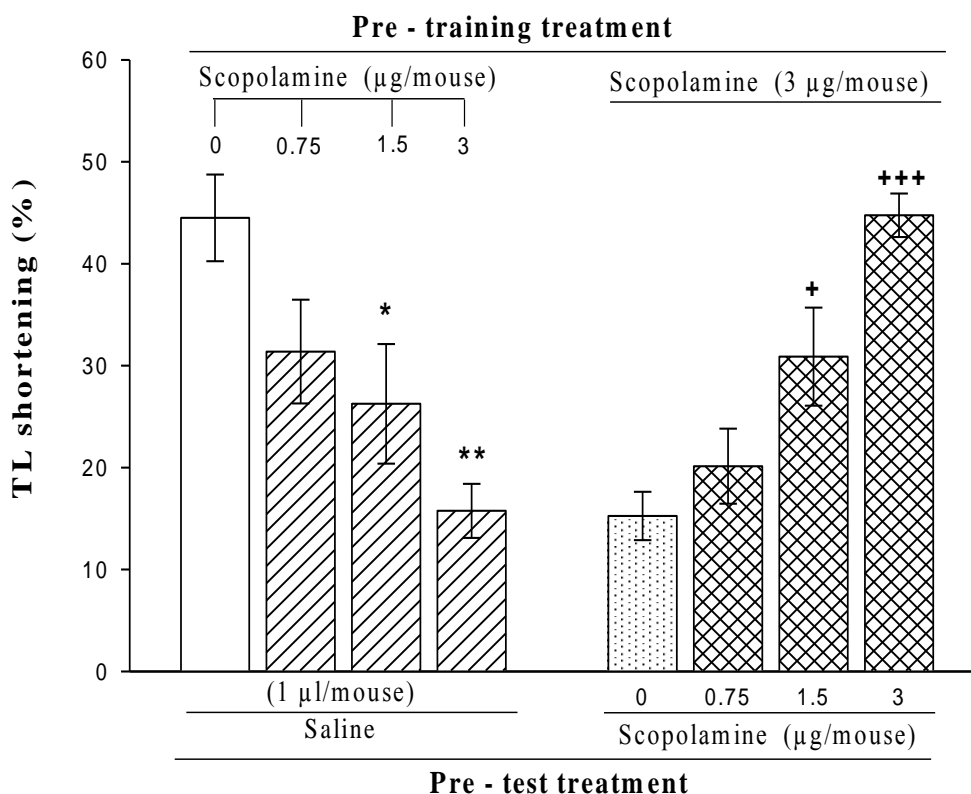 Pre - training treatment
Scopolamine (µg/mouse)
Scopolamine (3 µg/mouse)
0 0.75 1.5 3
TL shortening (%)
60
50
40
30
20
10
0
*
**
+
+++
(1 µl/mouse)
Saline
0 0.75 1.5 3
Scopolamine (µg/mouse)
Pre - test treatment